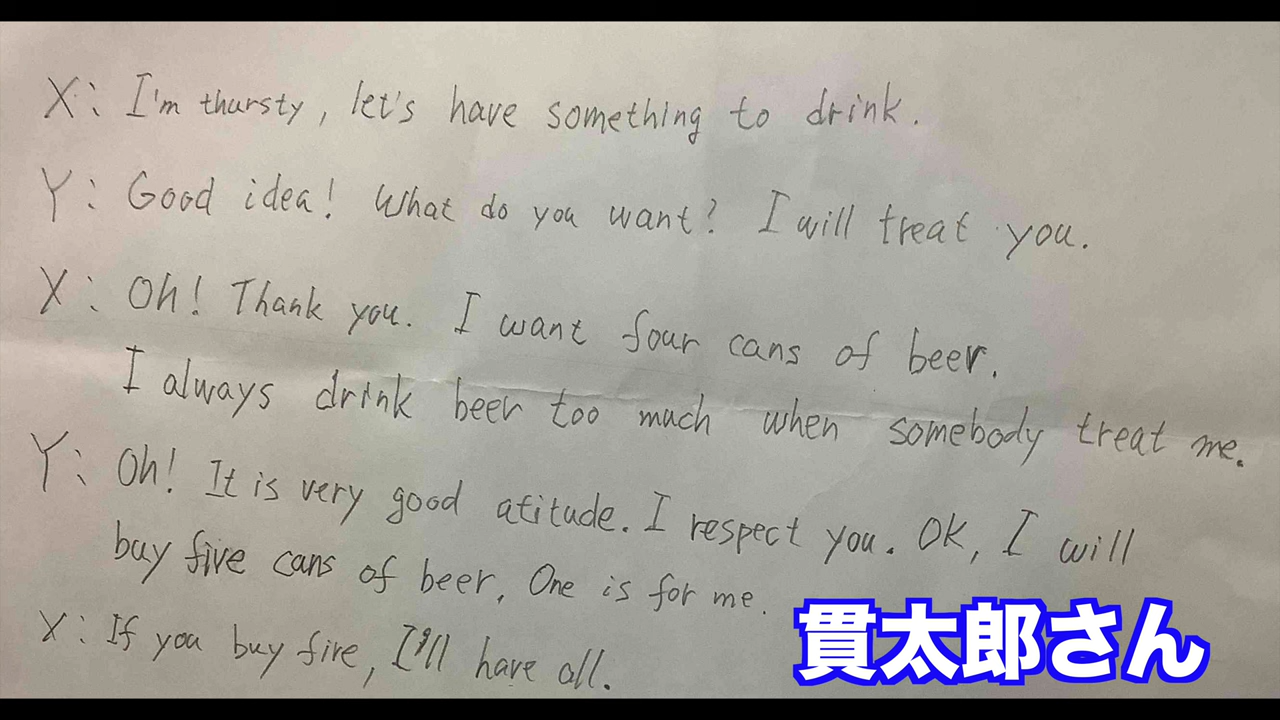 X: I'm thursty, let's have something to drink.
Y: Good idea! What do you want? I will treat you.
X: Oh! Thank you. I want four cans of beer.
I always drink beer too much when somebody treat me.
Y: Oh! It is very good atitude. I respect you. OK, I will
buy five cans of beer. One is for me.
X: If you buy five, I'll have all.
貫太郎さん